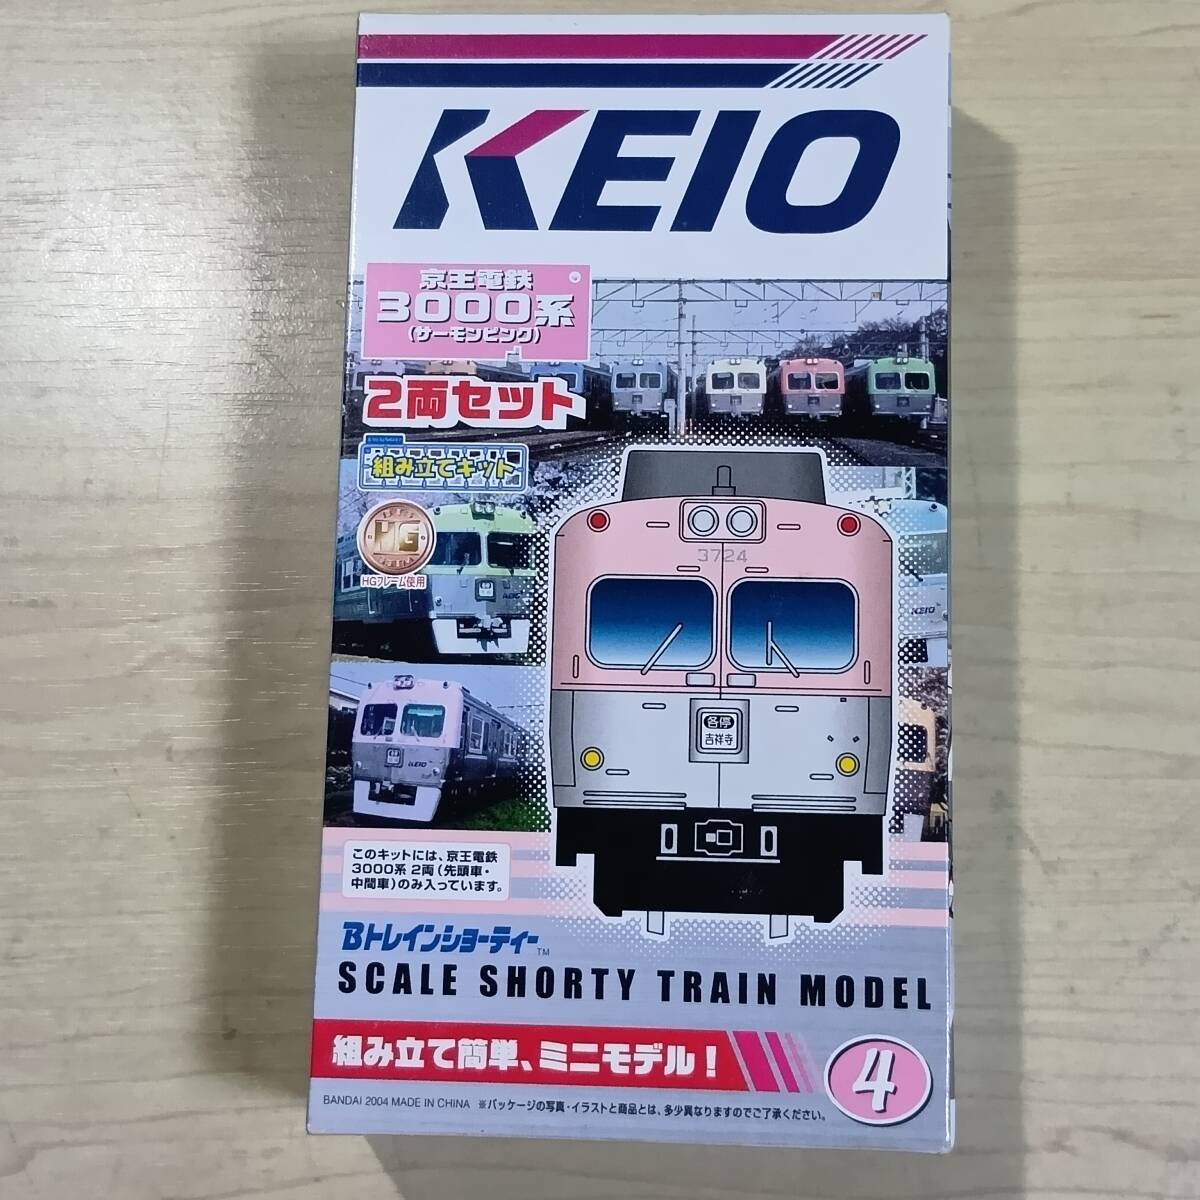 KEIO
京王電鉄
3000系
(サーモンピンク)
2両セット
組み立てキット
HG
HGフレーム使用
3724
各停
吉祥寺
KEIO
KEIO
このキットには、京王電鉄
3000系 2両(先頭車・
中間車)のみ入っています。
Bトレインショーティー™
SCALE SHORTY TRAIN MODEL
組み立て簡単、ミニモデル!
4
BANDAI 2004 MADE IN CHINA ※パッケージの写真・イラストと商品とは、多少異なりますのでご了承ください。